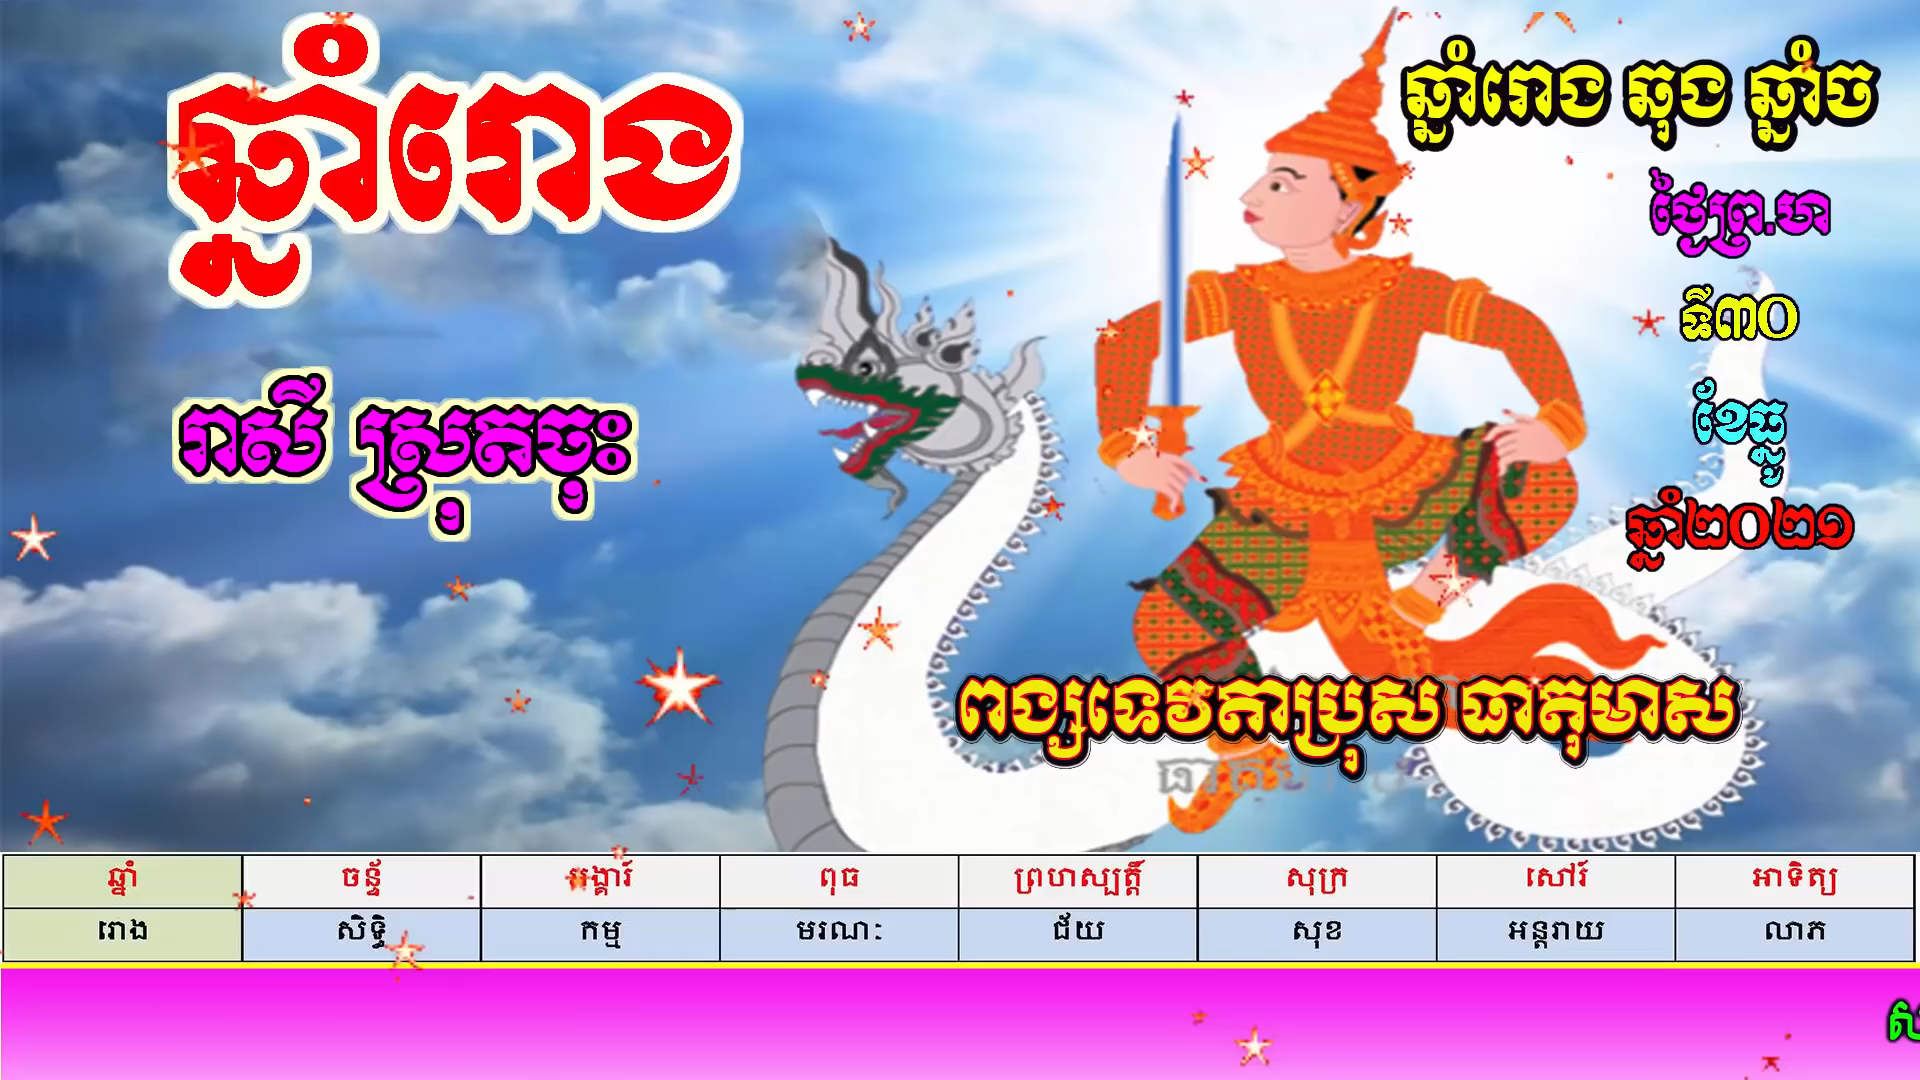 ឆ្នាំរោង
រាសី ស្រុតចុះ
ឆ្នាំរោង ឆុង ឆ្នាំច
ថ្ងៃព្រ.ហ
ទី៣០
ខែធ្នូ
ឆ្នាំ២០២១
ពង្សទេវតាប្រុស ធាតុមាស
ឆ្នាំ ចន្ទ័ អង្គារ៍ ពុធ ព្រហស្បត្តិ៍ សុក្រ សៅរ៍ អាទិត្យ
រោង សិទ្ធិ កម្ម មរណៈ ជ័យ សុខ អន្តរាយ លាភ